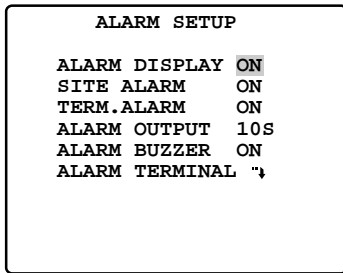 ALARM SETUP
ALARM DISPLAY ON
SITE ALARM ON
TERM.ALARM ON
ALARM OUTPUT 10S
ALARM BUZZER ON
ALARM TERMINAL